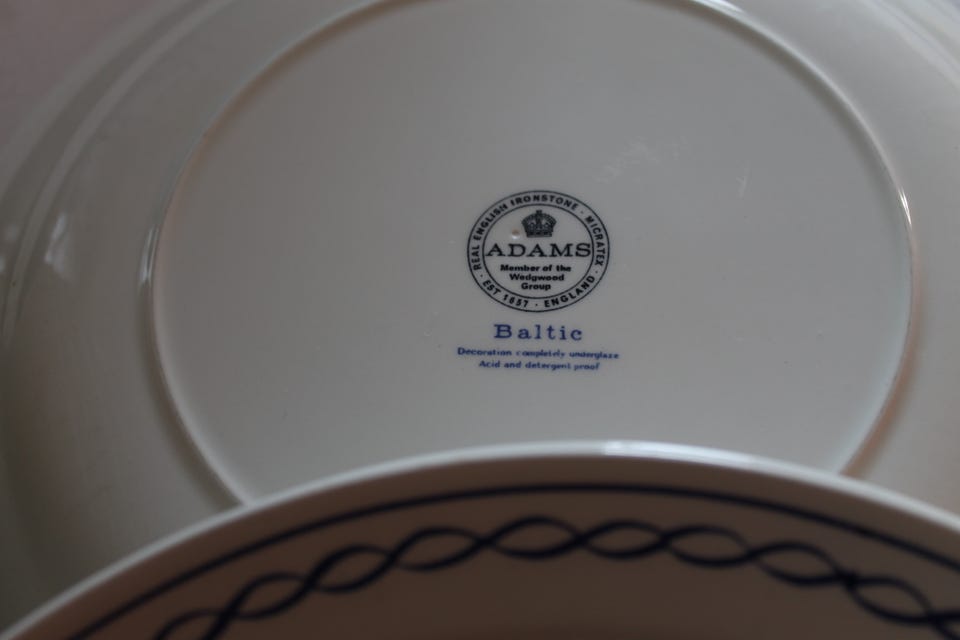 REAL ENGLISH IRONSTONE · MICRATEX
ADAMS
Member of the
Wedgwood
Group
· EST 1657 · ENGLAND ·
Baltic
Decoration completely underglaze
Acid and detergent proof